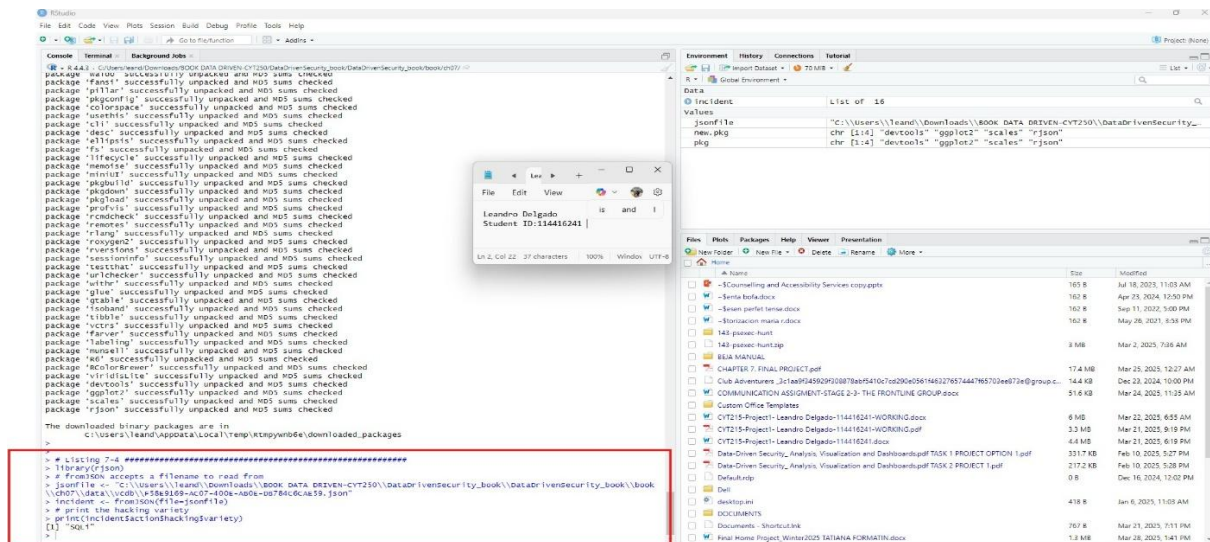 RStudio
File Edit Code View Plots Session Build Debug Profile Tools Help
Go to file/function Addins
Project: (None)
Console Terminal Background Jobs
R 4.4.3 C:/Users/leand/Downloads/BOOK DATA DRIVEN-CYT250/DataDrivenSecurity_book/DataDrivenSecurity_book/book/ch07/
package 'waldo' successfully unpacked and MD5 sums checked
package 'fansi' successfully unpacked and MD5 sums checked
package 'pillar' successfully unpacked and MD5 sums checked
package 'pkgconfig' successfully unpacked and MD5 sums checked
package 'colorspace' successfully unpacked and MD5 sums checked
package 'usethis' successfully unpacked and MD5 sums checked
package 'cli' successfully unpacked and MD5 sums checked
package 'desc' successfully unpacked and MD5 sums checked
package 'ellipsis' successfully unpacked and MD5 sums checked
package 'fs' successfully unpacked and MD5 sums checked
package 'lifecycle' successfully unpacked and MD5 sums checked
package 'memoise' successfully unpacked and MD5 sums checked
package 'miniUI' successfully unpacked and MD5 sums checked
package 'pkgbuild' successfully unpacked and MD5 sums checked
package 'pkgdown' successfully unpacked and MD5 sums checked
package 'pkgload' successfully unpacked and MD5 sums checked
package 'profvis' successfully unpacked and MD5 sums checked
package 'rcmdcheck' successfully unpacked and MD5 sums checked
package 'remotes' successfully unpacked and MD5 sums checked
package 'rlang' successfully unpacked and MD5 sums checked
package 'roxygen2' successfully unpacked and MD5 sums checked
package 'rversions' successfully unpacked and MD5 sums checked
package 'sessioninfo' successfully unpacked and MD5 sums checked
package 'testthat' successfully unpacked and MD5 sums checked
package 'urlchecker' successfully unpacked and MD5 sums checked
package 'withr' successfully unpacked and MD5 sums checked
package 'glue' successfully unpacked and MD5 sums checked
package 'gtable' successfully unpacked and MD5 sums checked
package 'isoband' successfully unpacked and MD5 sums checked
package 'tibble' successfully unpacked and MD5 sums checked
package 'vctrs' successfully unpacked and MD5 sums checked
package 'farver' successfully unpacked and MD5 sums checked
package 'labeling' successfully unpacked and MD5 sums checked
package 'munsell' successfully unpacked and MD5 sums checked
package 'R6' successfully unpacked and MD5 sums checked
package 'RColorBrewer' successfully unpacked and MD5 sums checked
package 'viridisLite' successfully unpacked and MD5 sums checked
package 'devtools' successfully unpacked and MD5 sums checked
package 'ggplot2' successfully unpacked and MD5 sums checked
package 'scales' successfully unpacked and MD5 sums checked
package 'rjson' successfully unpacked and MD5 sums checked
The downloaded binary packages are in
C:\Users\leand\AppData\Local\Temp\Rtmpywnb6e\downloaded_packages
>
>
> # Listing 7-4 ####################################################
> library(rjson)
> # fromJSON accepts a filename to read from
> jsonfile <- "C:\\Users\\leand\\Downloads\\BOOK DATA DRIVEN-CYT250\\DataDrivenSecurity_book\\DataDrivenSecurity_book\\book
> incident <- fromJSON(file=jsonfile)
> # print the hacking variety
> print(incident$action$hacking$variety)
[1] "SQLi"
>
Lea
File Edit View
is and I
Leandro Delgado
Student ID:114416241
Ln 2, Col 22 37 characters 100% Window UTF-8
Environment History Connections Tutorial
Import Dataset 70 MiB List
R Global Environment
Data
incident List of 16
Values
jsonfile "C:\\Users\\leand\\Downloads\\BOOK DATA DRIVEN-CYT250\\DataDrivenSecurity_…
new.pkg chr [1:4] "devtools" "ggplot2" "scales" "rjson"
pkg chr [1:4] "devtools" "ggplot2" "scales" "rjson"
Files Plots Packages Help Viewer Presentation
New Folder New File Delete Rename More
Home
Name Size Modified
~$Counselling and Accessibility Services copy.pptx 165 B Jul 18, 2023, 11:03 AM
~$enta bofa.docx 162 B Apr 23, 2024, 12:50 PM
~$esen perfet tense.docx 162 B Sep 11, 2022, 5:00 PM
~$torizacion maria r.docx 162 B May 26, 2021, 3:53 PM
143-psexec-hunt
143-psexec-hunt.zip 3 MB Mar 2, 2025, 7:36 AM
BEJA MANUAL
CHAPTER 7. FINAL PROJECT.pdf 17.4 MB Mar 25, 2025, 12:27 AM
Club Adventurers 14.4 KB Dec 23, 2024, 10:00 PM
COMMUNICATION ASSIGMENT-STAGE 2-3- THE FRONTLINE GROUP.docx 51.6 KB Mar 24, 2025, 11:35 AM
Custom Office Templates
CYT215-Project1- Leandro Delgado-114416241-WORKING.docx 6 MB Mar 22, 2025, 6:55 AM
CYT215-Project1- Leandro Delgado-114416241-WORKING.pdf 3.3 MB Mar 21, 2025, 9:19 PM
CYT215-Project1- Leandro Delgado-114416241.docx 4.4 MB Mar 21, 2025, 6:19 PM
Data-Driven Security_ Analysis, Visualization and Dashboards.pdf TASK 1 PROJECT OPTION 1.pdf 331.7 KB Feb 10, 2025, 5:27 PM
Data-Driven Security_ Analysis, Visualization and Dashboards.pdf TASK 2 PROJECT 1.pdf 217.2 KB Feb 10, 2025, 5:28 PM
Default.rdp 0 B Dec 16, 2024, 12:02 PM
Dell
desktop.ini 418 B Jan 6, 2025, 11:03 AM
DOCUMENTS
Documents - Shortcut.lnk 767 B Mar 21, 2025, 7:11 PM
Final Home Project_Winter2025 TATIANA FORMATIN.docx 1.3 MB Mar 28, 2025, 1:41 PM